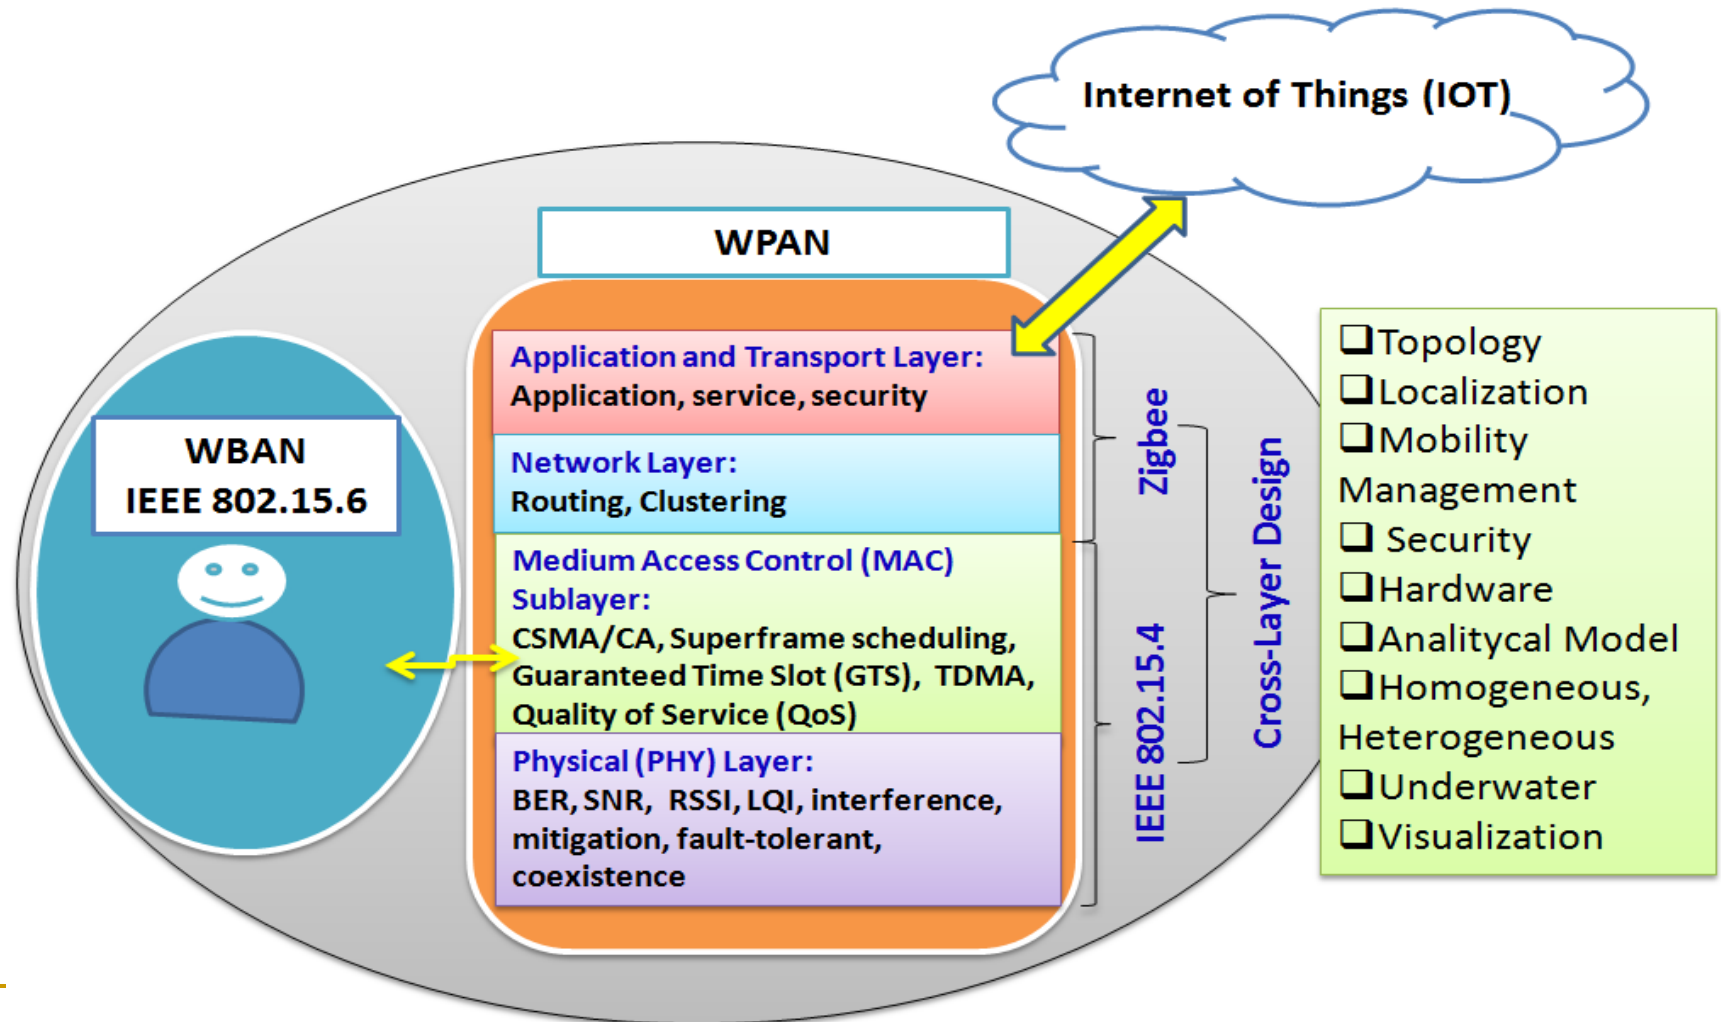 Internet of Things (IOT)
WPAN
WBAN
IEEE 802.15.6
Application and Transport Layer:
Application, service, security
Network Layer:
Routing, Clustering
Medium Access Control (MAC)
Sublayer:
CSMA/CA, Superframe scheduling,
Guaranteed Time Slot (GTS), TDMA,
Quality of Service (QoS)
Physical (PHY) Layer:
BER, SNR, RSSI, LQI, interference,
mitigation, fault-tolerant,
coexistence
Zigbee
IEEE 802.15.4
Cross-Layer Design
❑Topology
❑Localization
❑Mobility
Management
❑ Security
❑Hardware
❑Analitycal Model
❑Homogeneous,
Heterogeneous
❑Underwater
❑Visualization